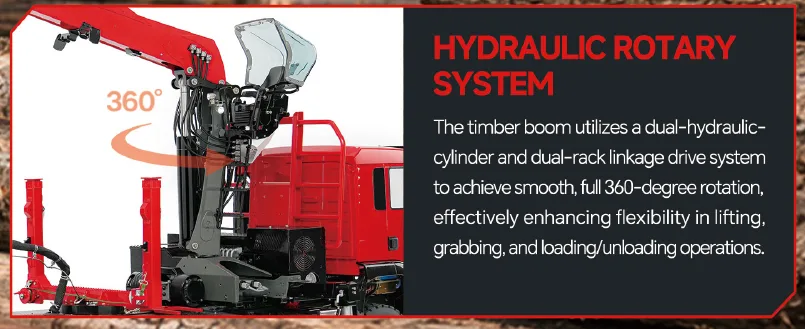 360°
HYDRAULIC ROTARY
SYSTEM
The timber boom utilizes a dual-hydraulic-
cylinder and dual-rack linkage drive system
to achieve smooth, full 360-degree rotation,
effectively enhancing flexibility in lifting,
grabbing, and loading/unloading operations.